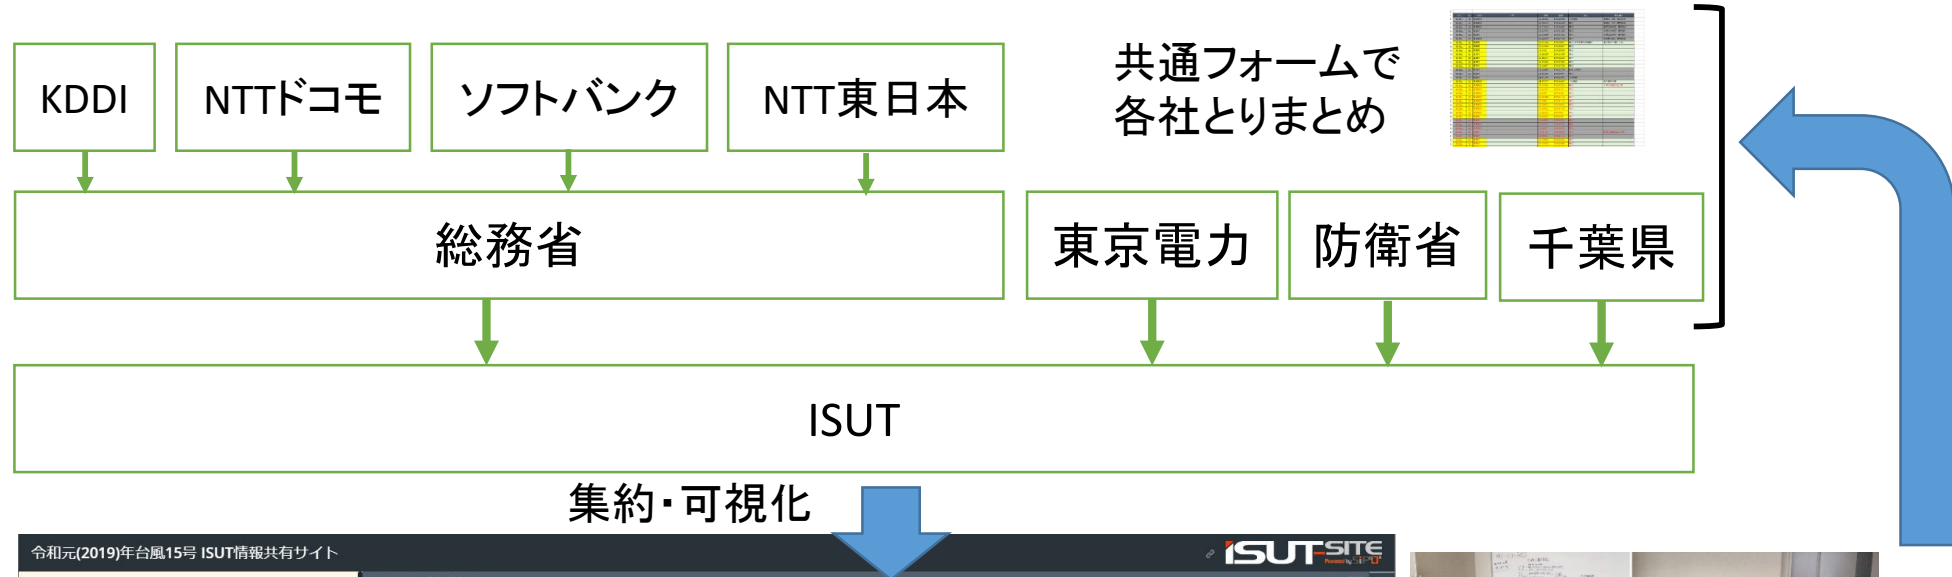 KDDI
NTTドコモ
ソフトバンク
NTT東日本
共通フォームで
各社とりまとめ
総務省
東京電力
防衛省
千葉県
ISUT
集約・可視化
令和元(2019)年台風15号 ISUT情報共有サイト
ISUT-SITE